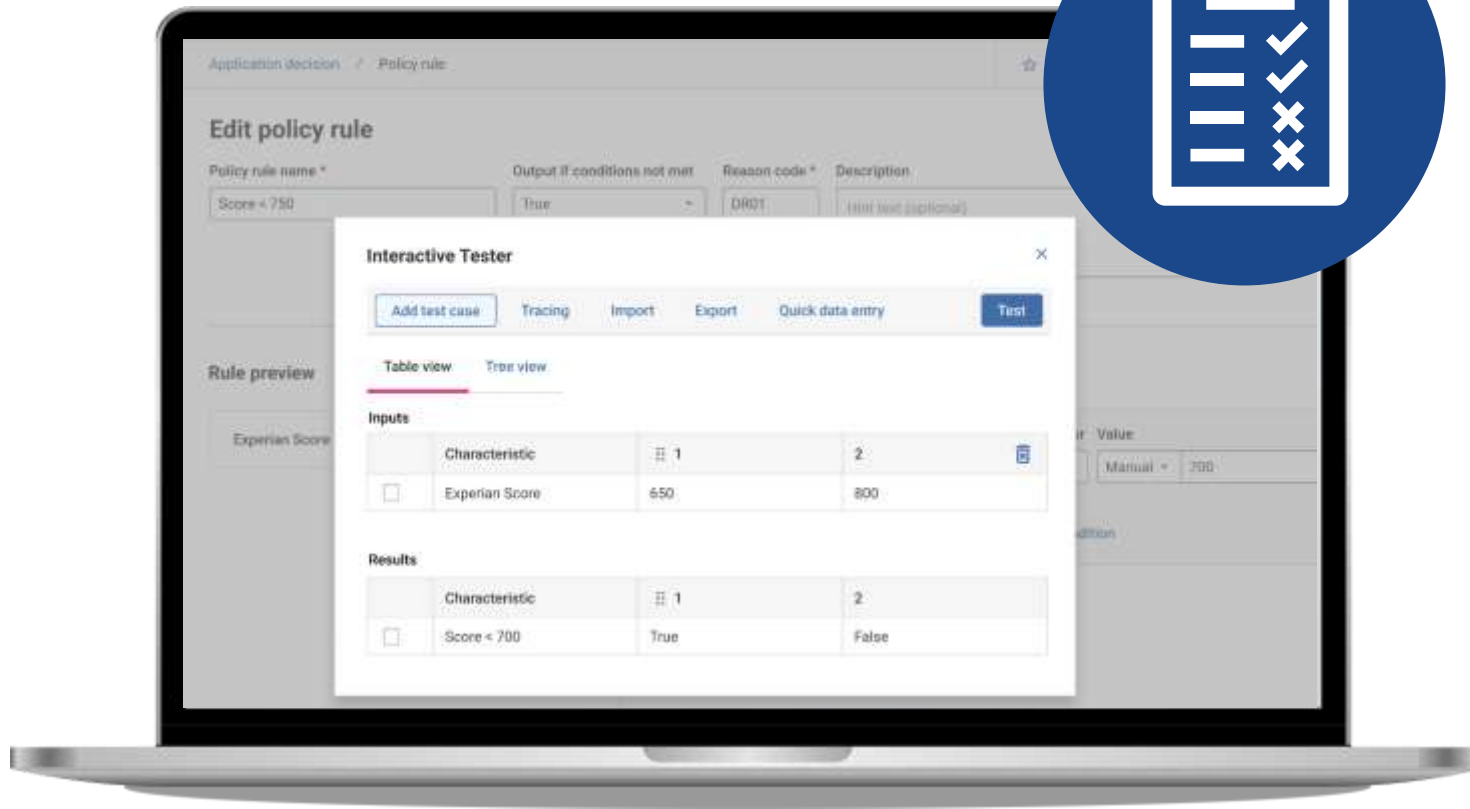 Application decision / Policy rule
Edit policy rule
Policy rule name * Output if conditions not met Reason code * Description
Score < 750 True DR01 Hint text (optional)
Interactive Tester
Add test case Tracing Import Export Quick data entry Test
Rule preview
Table view Tree view
Inputs
Experian Score
Value
Characteristic 1 2
Manual 700
Experian Score 650 800
Results
Characteristic 1 2
Score < 700 True False